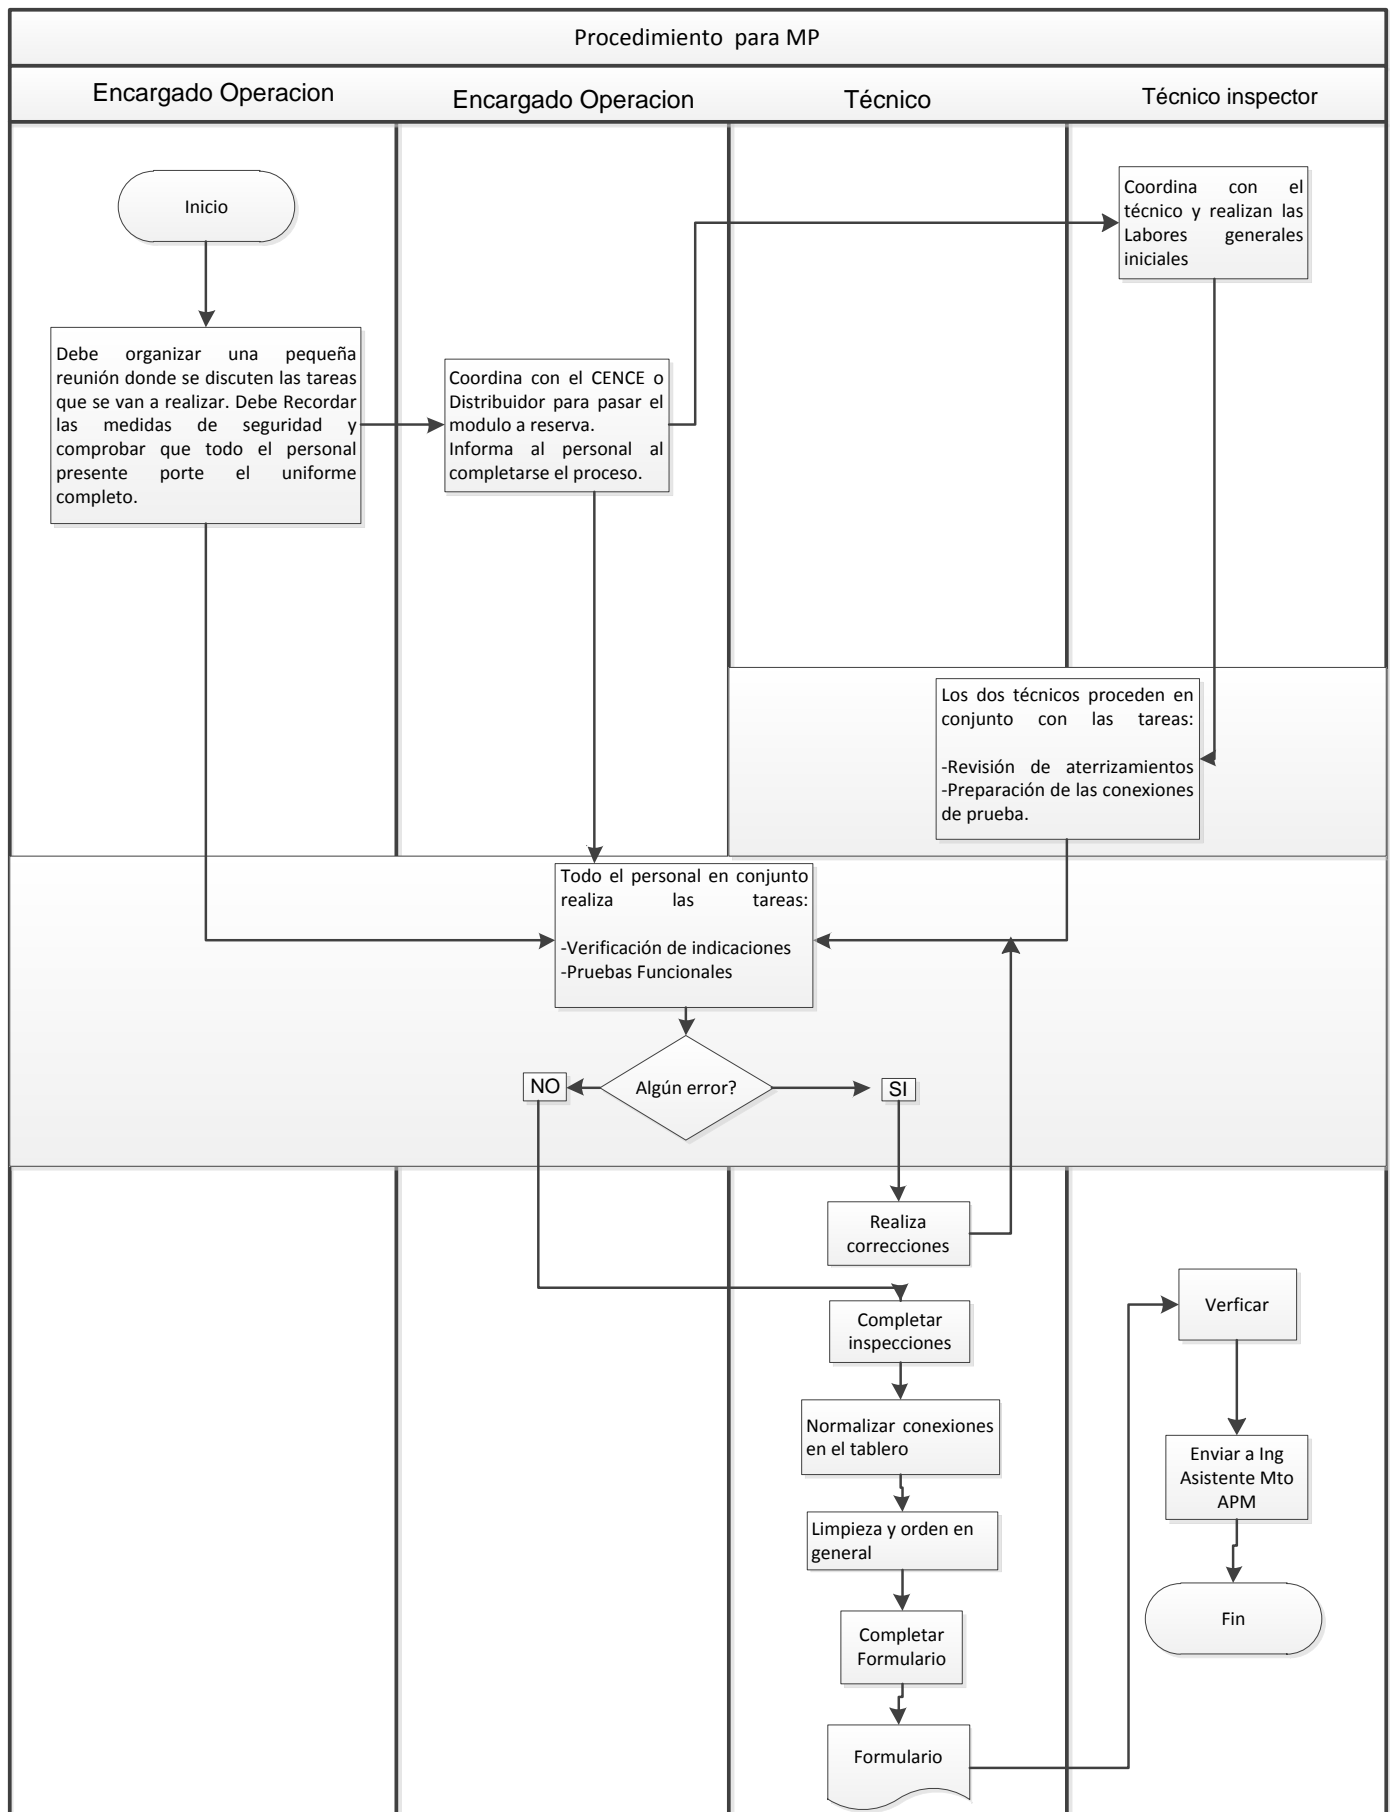 Procedimiento para MP
Encargado Operacion
Encargado Operacion
Técnico
Técnico inspector
Inicio
Debe organizar una pequeña
reunión donde se discuten las tareas
que se van a realizar. Debe Recordar
las medidas de seguridad y
comprobar que todo el personal
presente porte el uniforme
completo.
Coordina con el CENCE o
Distribuidor para pasar el
modulo a reserva.
Informa al personal al
completarse el proceso.
Coordina con el
técnico y realizan las
Labores generales
iniciales
Los dos técnicos proceden en
conjunto con las tareas:
-Revisión de aterrizamientos
-Preparación de las conexiones
de prueba.
Todo el personal en conjunto
realiza las tareas:
-Verificación de indicaciones
-Pruebas Funcionales
Algún error?
NO
SI
Realiza
correcciones
Completar
inspecciones
Normalizar conexiones
en el tablero
Limpieza y orden en
general
Completar
Formulario
Formulario
Verficar
Enviar a Ing
Asistente Mto
APM
Fin